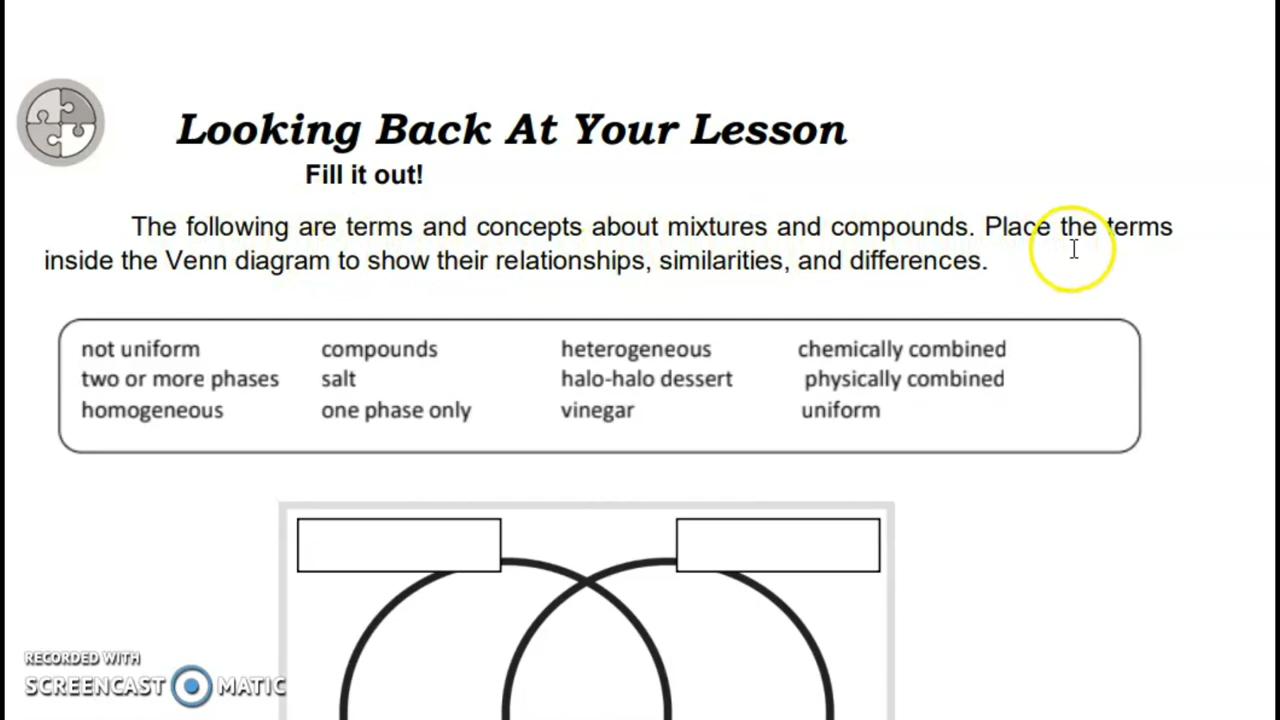 Looking Back At Your Lesson
Fill it out!
The following are terms and concepts about mixtures and compounds. Place the terms
inside the Venn diagram to show their relationships, similarities, and differences.
not uniform compounds heterogeneous chemically combined
two or more phases salt halo-halo dessert physically combined
homogeneous one phase only vinegar uniform
RECORDED WITH
SCREENCAST MATIC